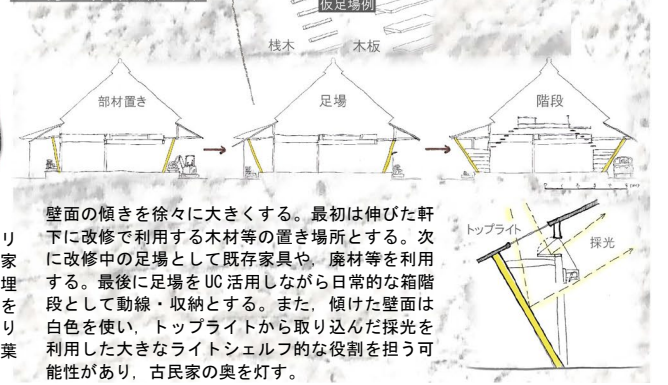 仮足場例
桟木 木板
部材置き 足場 階段
壁面の傾きを徐々に大きくする。最初は伸びた軒
下に改修で利用する木材等の置き場所とする。次
に改修中の足場として既存家具や，廃材等を利用
する。最後に足場をUC活用しながら日常的な箱階
段として動線・収納とする。また，傾けた壁面は
白色を使い，トップライトから取り込んだ採光を
利用した大きなライトシェルフ的な役割を担う可
能性があり，古民家の奥を灯す。
トップライト
採光
リ
家
埋
を
り
葉